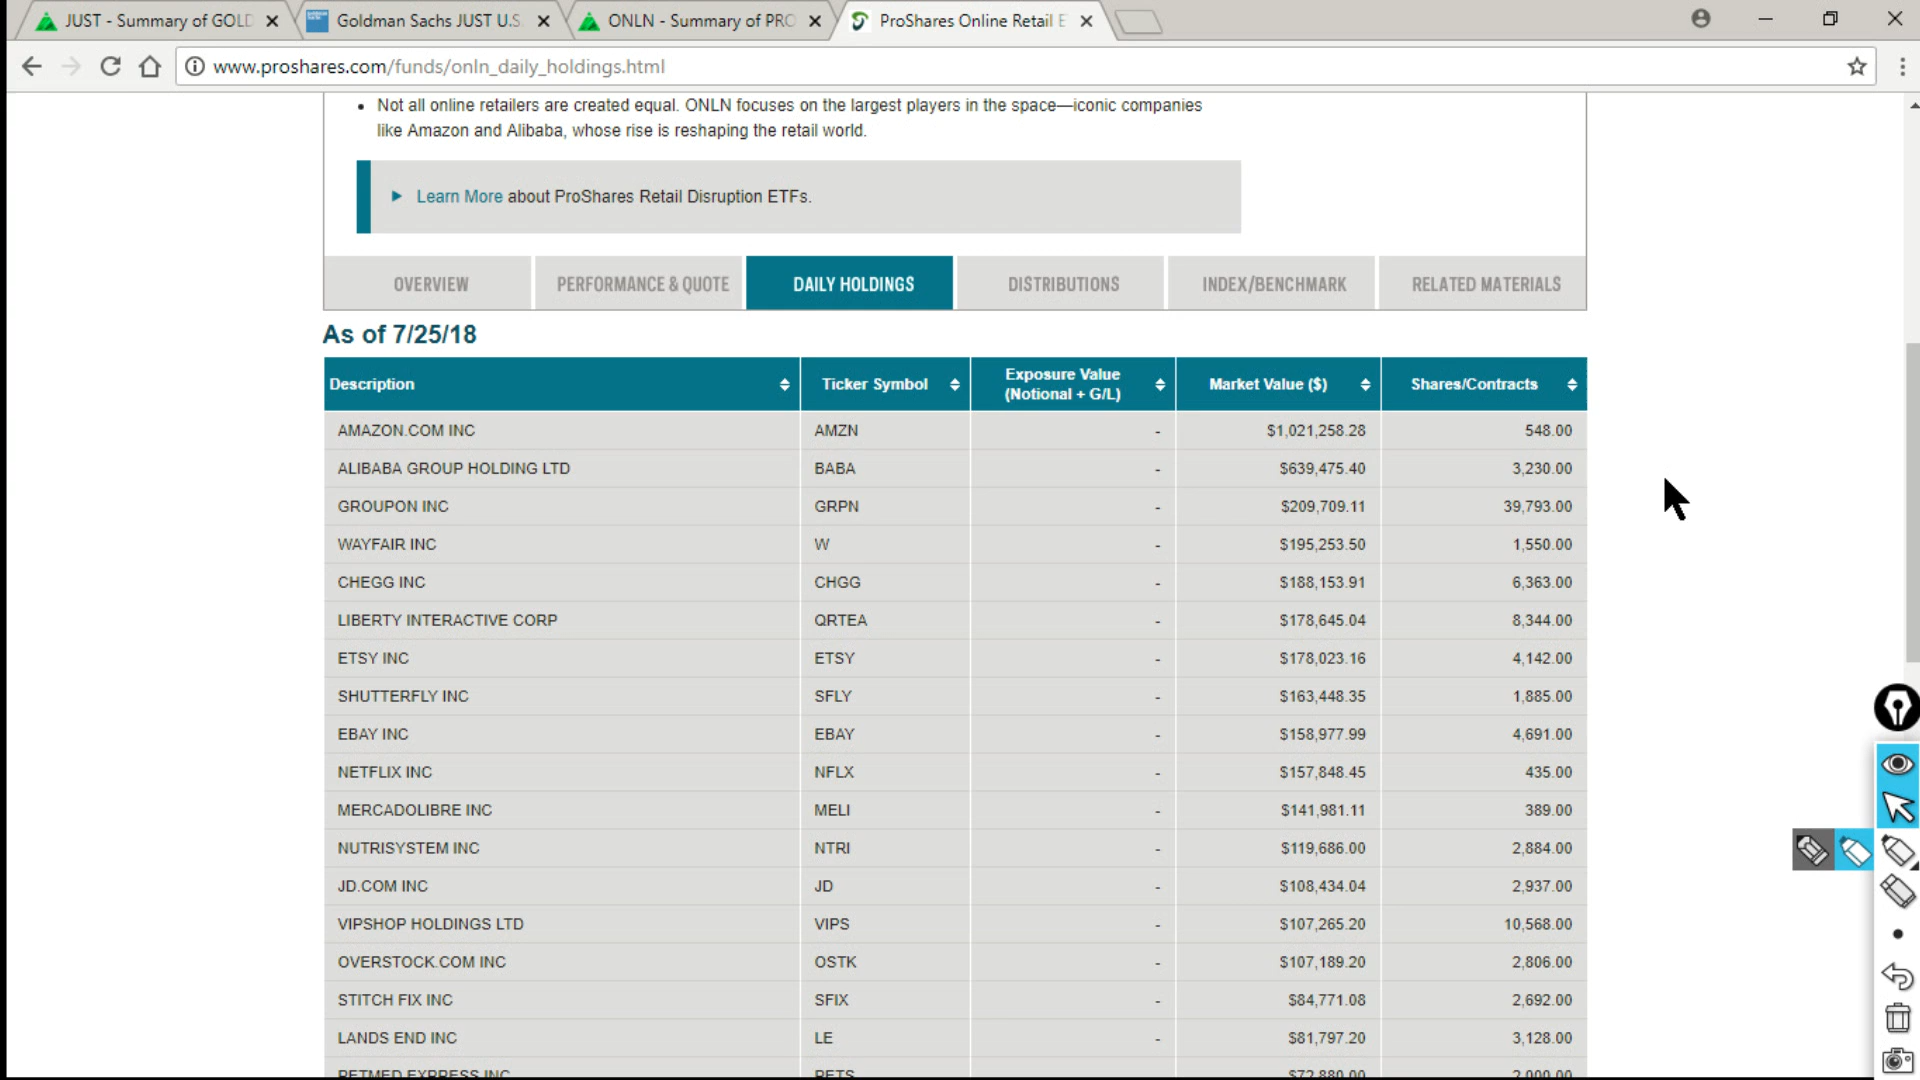 JUST - Summary of GOLD
Goldman Sachs JUST U.S.
ONLN - Summary of PRO
ProShares Online Retail E
www.proshares.com/funds/onln_daily_holdings.html
• Not all online retailers are created equal. ONLN focuses on the largest players in the space—iconic companies
like Amazon and Alibaba, whose rise is reshaping the retail world.
Learn More about ProShares Retail Disruption ETFs.
OVERVIEW PERFORMANCE & QUOTE DAILY HOLDINGS DISTRIBUTIONS INDEX/BENCHMARK RELATED MATERIALS
As of 7/25/18
Description Ticker Symbol Exposure Value (Notional + G/L) Market Value ($) Shares/Contracts
AMAZON.COM INC AMZN - $1,021,258.28 548.00
ALIBABA GROUP HOLDING LTD BABA - $639,475.40 3,230.00
GROUPON INC GRPN - $209,709.11 39,793.00
WAYFAIR INC W - $195,253.50 1,550.00
CHEGG INC CHGG - $188,153.91 6,363.00
LIBERTY INTERACTIVE CORP QRTEA - $178,645.04 8,344.00
ETSY INC ETSY - $178,023.16 4,142.00
SHUTTERFLY INC SFLY - $163,448.35 1,885.00
EBAY INC EBAY - $158,977.99 4,691.00
NETFLIX INC NFLX - $157,848.45 435.00
MERCADOLIBRE INC MELI - $141,981.11 389.00
NUTRISYSTEM INC NTRI - $119,686.00 2,884.00
JD.COM INC JD - $108,434.04 2,937.00
VIPSHOP HOLDINGS LTD VIPS - $107,265.20 10,568.00
OVERSTOCK.COM INC OSTK - $107,189.20 2,806.00
STITCH FIX INC SFIX - $84,771.08 2,692.00
LANDS END INC LE - $81,797.20 3,128.00
PETMED EXPRESS INC PETS $72,880.00 2,000.00